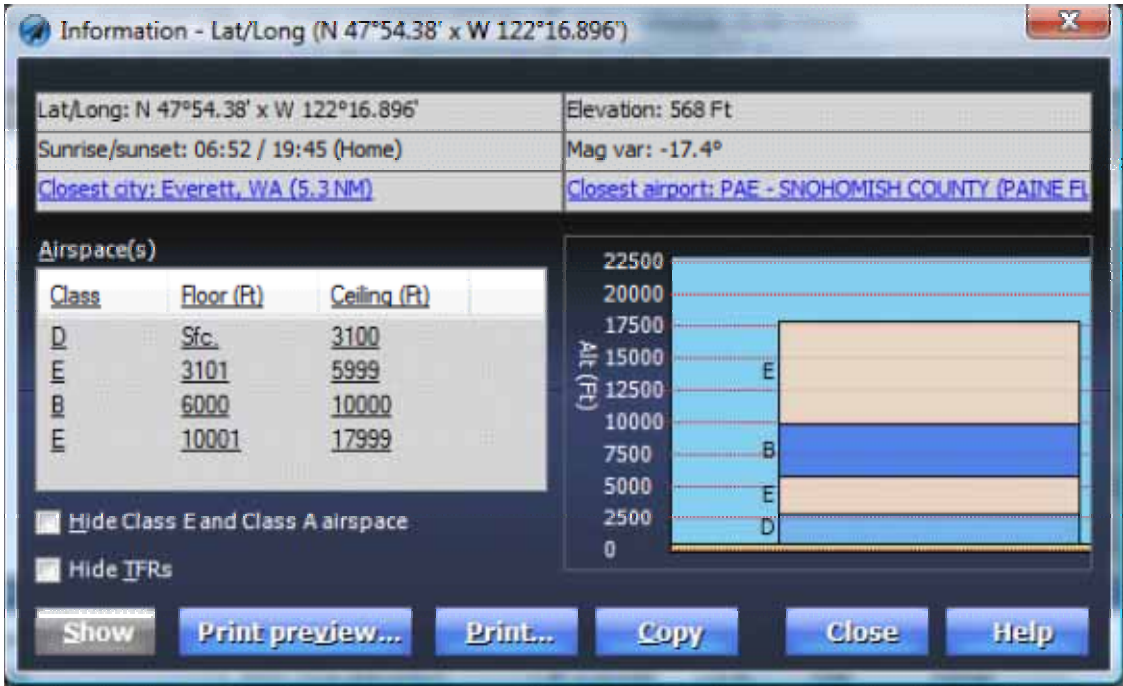 Information - Lat/Long (N 47°54.38' x W 122°16.896')
Lat/Long: N 47°54.38' x W 122°16.896'
Elevation: 568 Ft
Sunrise/sunset: 06:52 / 19:45 (Home)
Mag var: -17.4°
Closest city: Everett, WA (5.3 NM)
Closest airport: PAE - SNOHOMISH COUNTY (PAINE
Airspace(s)
Class Floor (Ft) Ceiling (Ft)
D Sfc. 3100
E 3101 5999
B 6000 10000
E 10001 17999
Hide Class E and Class A airspace
Hide TFRs
Alt (Ft)
22500
20000
17500
15000
12500
10000
7500
5000
2500
0
E
B
E
D
Show Print preview... Print... Copy Close Help